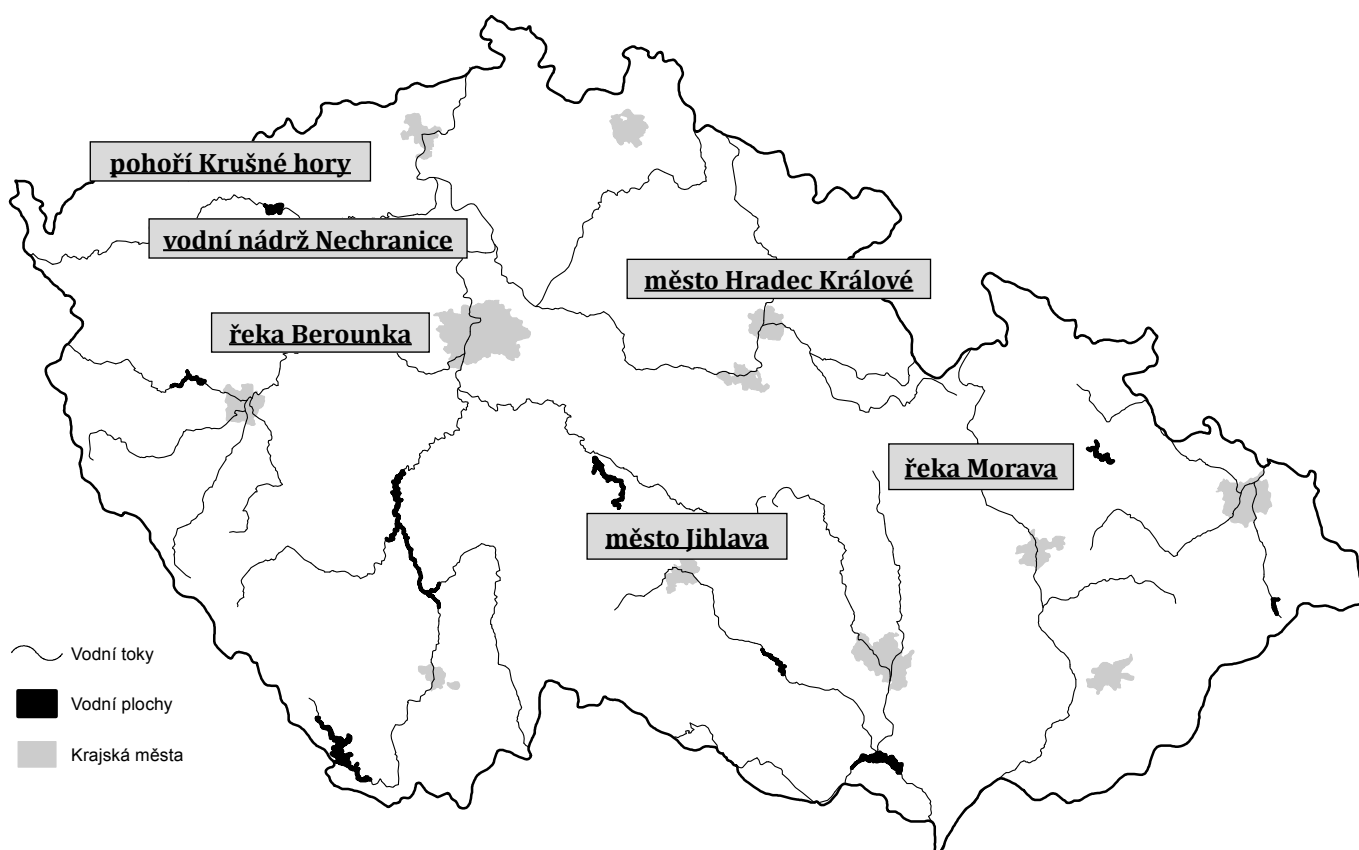 pohoří Krušné hory
vodní nádrž Nechranice
město Hradec Králové
řeka Berounka
řeka Morava
město Jihlava
Vodní toky
Vodní plochy
Krajská města